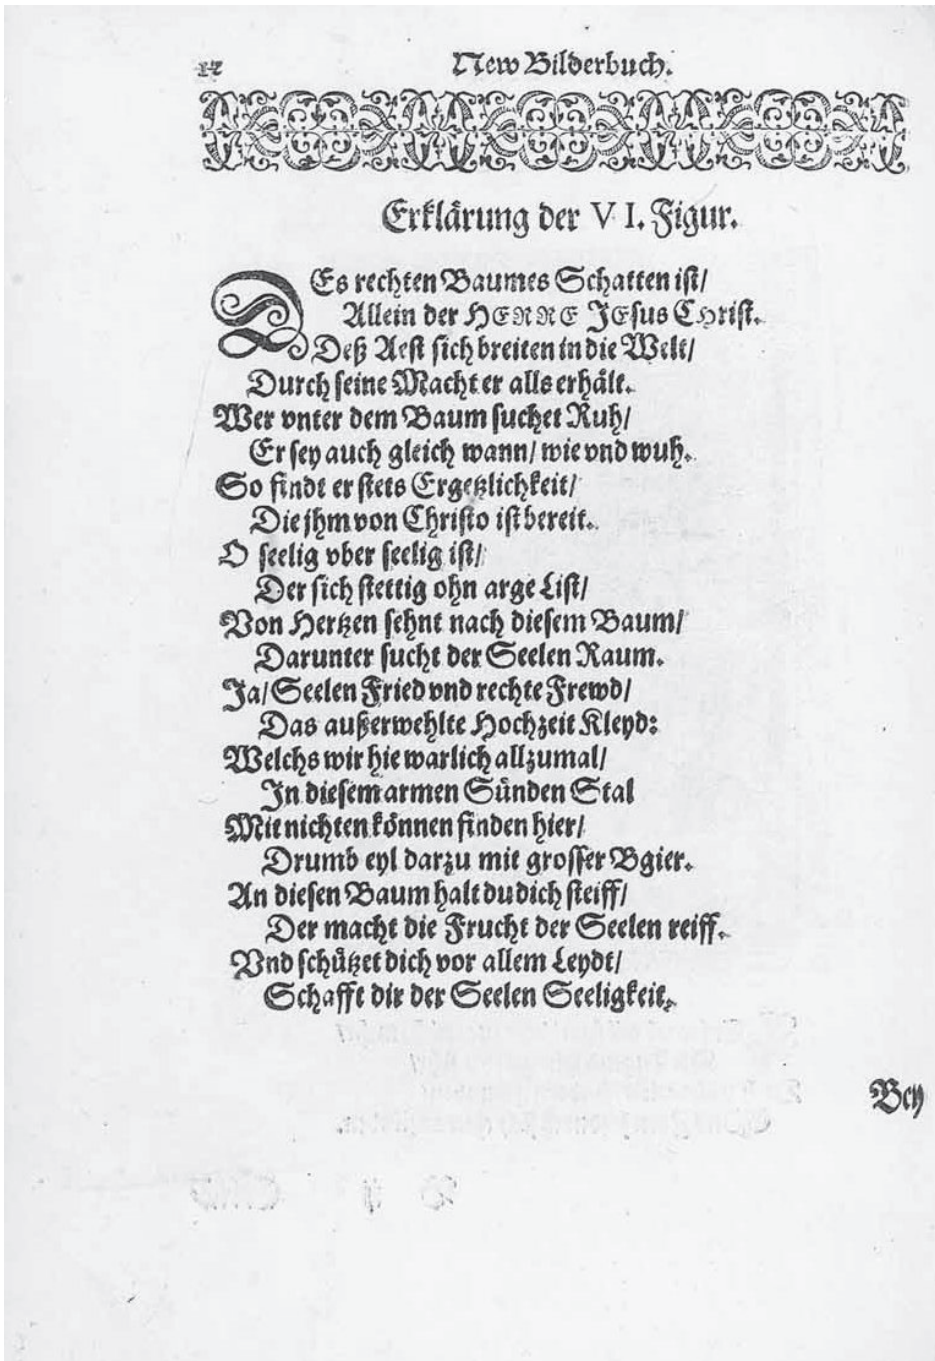 12 New Bilderbuch.
Erklärung der VI. Figur.
DEs rechten Baumes Schatten ist/
Allein der HERRE JEsus CHrist.
Deß Aest sich breiten in die Welt/
Durch seine Macht er alls erhält.
Wer vnter dem Baum suchet Ruh/
Er sey auch gleich wann/ wie vnd wuh.
So findt er stets Ergetzlichkeit/
Die jhm von Christo ist bereit.
O seelig vber seelig ist/
Der sich stettig ohn arge List/
Von Hertzen sehnt nach diesem Baum/
Darunter sucht der Seelen Raum.
Ja/ Seelen Fried vnd rechte Frewd/
Das außerwehlte Hochzeit Kleyd:
Welchs wir hie warlich allzumal/
In diesem armen Sünden Stal
Mit nichten können finden hier/
Drumb eyl darzu mit grosser Bgier.
An diesen Baum halt du dich steiff/
Der macht die Frucht der Seelen reiff.
Vnd schützet dich vor allem Leydt/
Schafft dir der Seelen Seeligkeit.
Bey